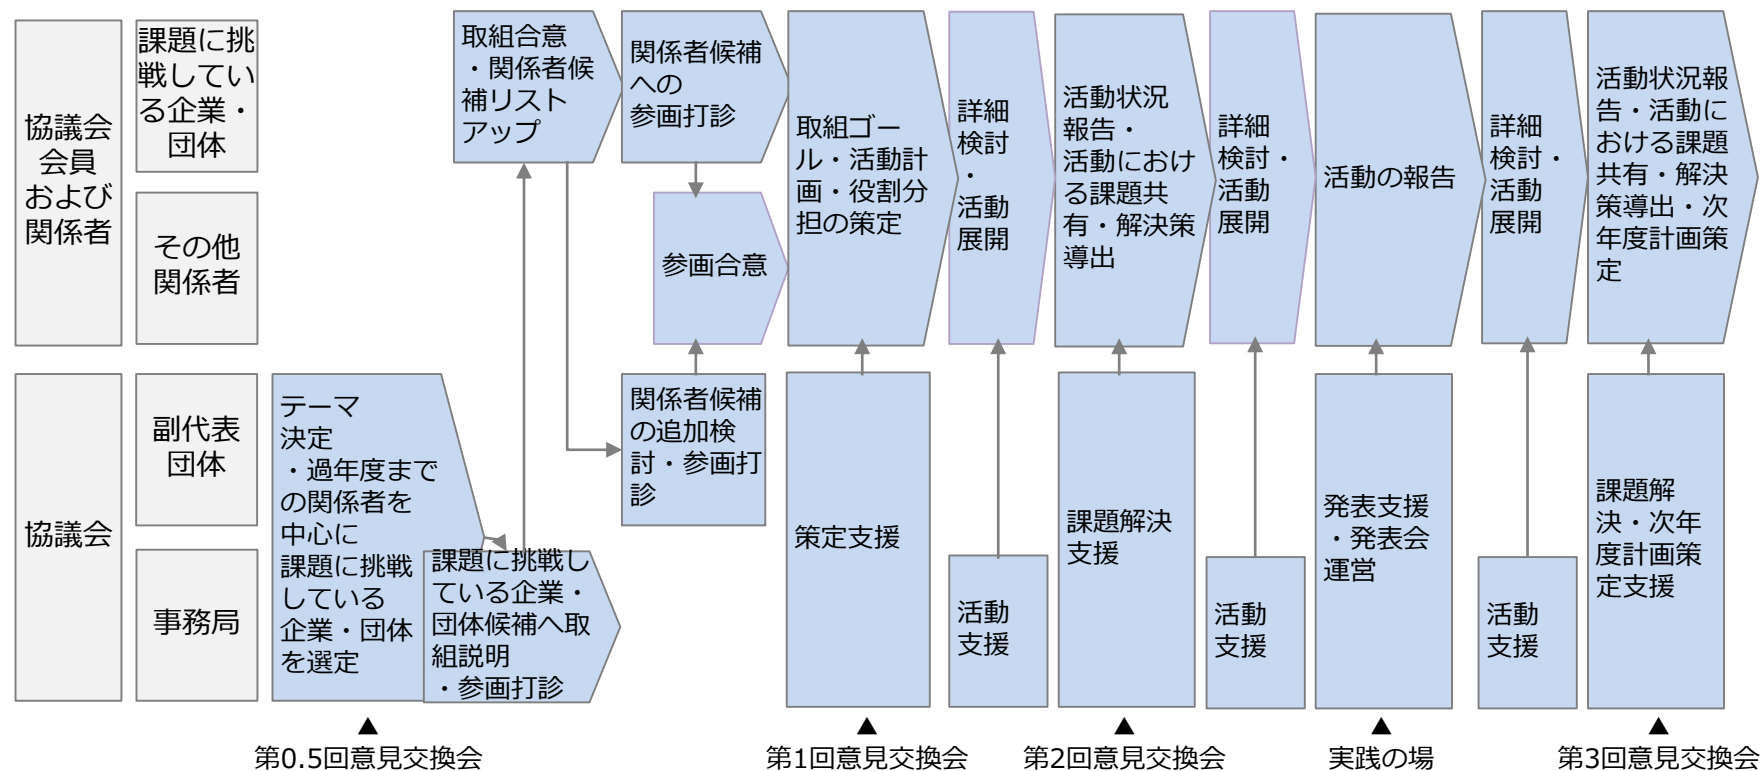 協議会
会員
および
関係者
課題に挑
戦してい
る企業・
団体
その他
関係者
取組合意
・関係者候
補リスト
アップ
関係者候補
への
参画打診
参画合意
取組ゴー
ル・活動計
画・役割分
担の策定
詳細
検討
・
活動
展開
活動状況
報告・
活動におけ
る課題共
有・解決策
導出
詳細
検討・
活動
展開
活動の報告
詳細
検討・
活動
展開
活動状況報
告・活動に
おける課題
共有・解決
策導出・次
年度計画策
定
協議会
副代表
団体
事務局
テーマ
決定
・過年度まで
の関係者を
中心に
課題に挑戦
している
企業・団体
を選定
課題に挑戦し
ている企業・
団体候補へ取
組説明
・参画打診
関係者候補
の追加検
討・参画打
診
策定支援
活動
支援
課題解決
支援
活動
支援
発表支援
・発表会
運営
活動
支援
課題解
決・次年
度計画策
定支援
▲
第0.5回意見交換会
▲
第1回意見交換会
▲
第2回意見交換会
▲
実践の場
▲
第3回意見交換会